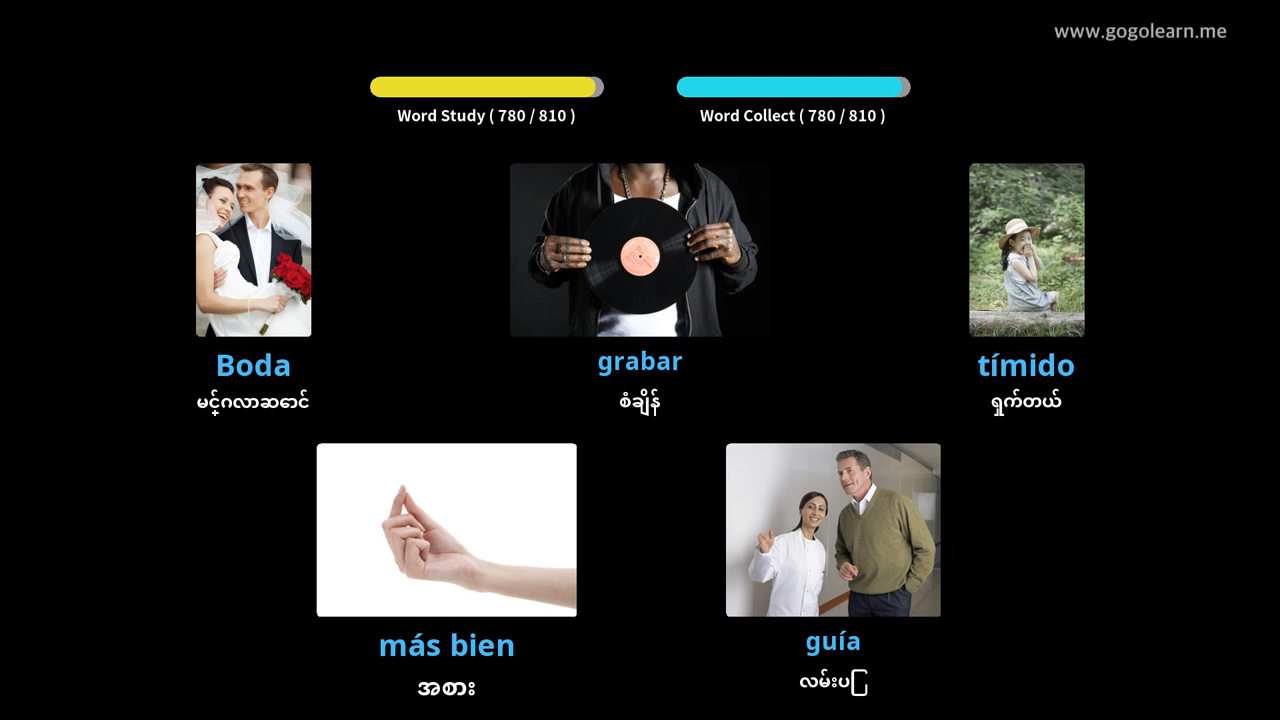 www.gogolearn.me
Word Study ( 780 / 810 )
Word Collect ( 780 / 810 )
Boda
မင်္ဂလာဆောင်
grabar
စံချိန်
tímido
ရှက်တယ်
más bien
အစား
guía
လမ်းပြ